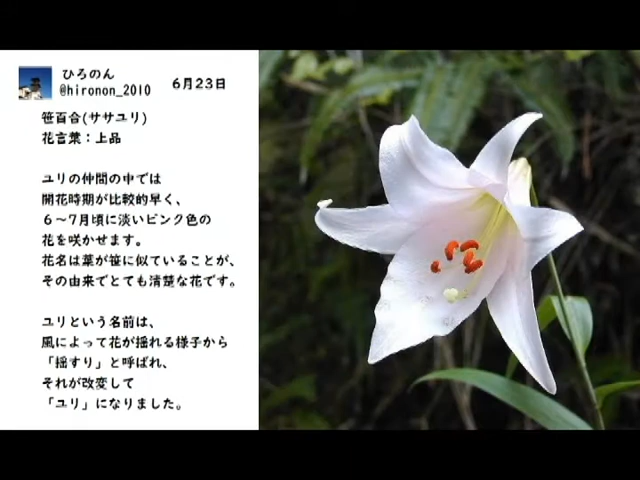 ひろのん
@hironon_2010
6月23日
笹百合(ササユリ)
花言葉：上品
ユリの仲間の中では
開花時期が比較的早く、
6～7月頃に淡いピンク色の
花を咲かせます。
花名は葉が笹に似ていることが、
その由来でとても清楚な花です。
ユリという名前は、
風によって花が揺れる様子から
「揺すり」と呼ばれ、
それが改変して
「ユリ」になりました。